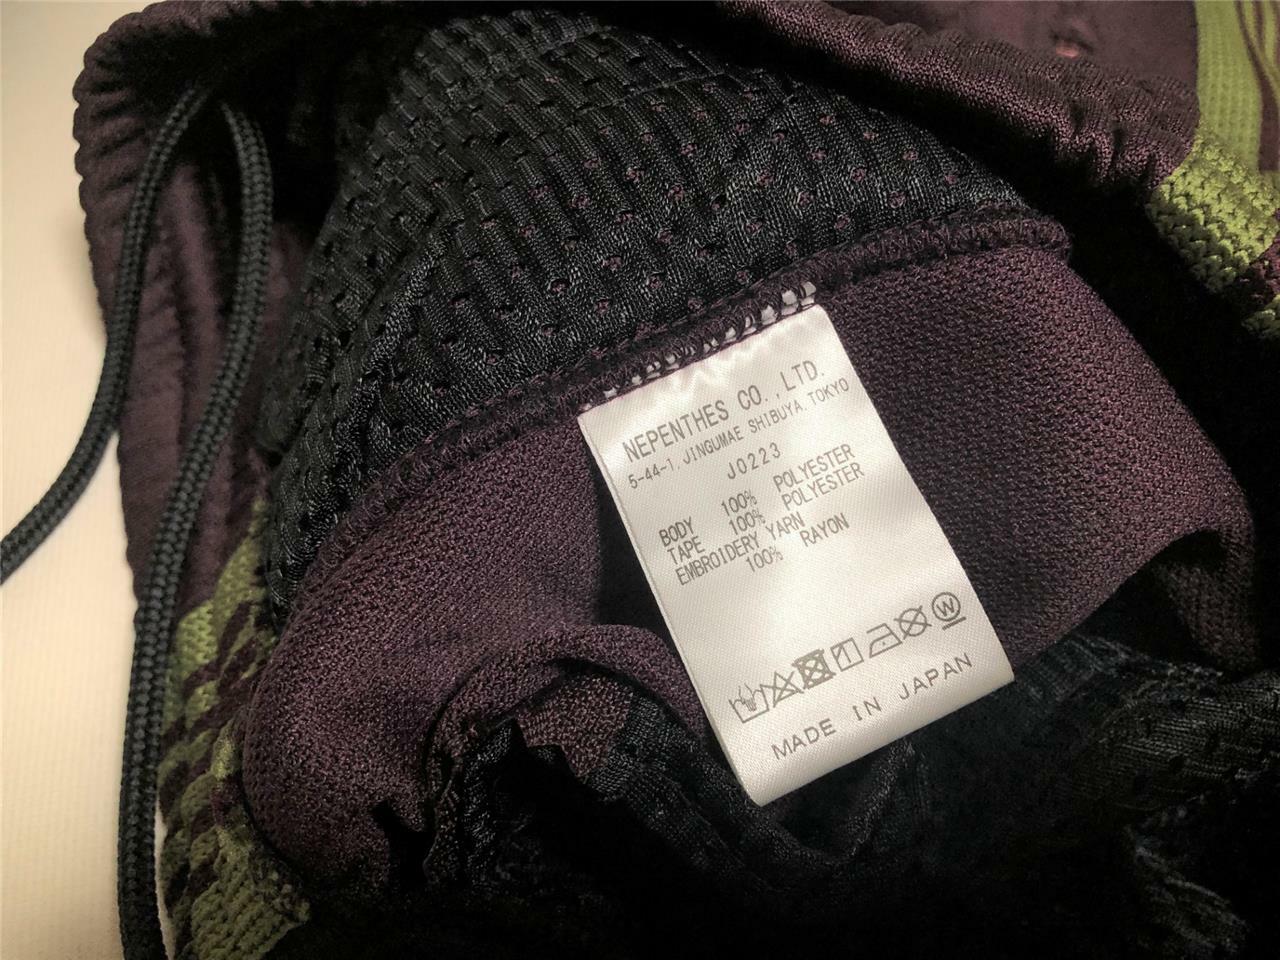 NEPENTHES CO.,LTD.
5-44-1, JINGUMAE SHIBUYA, TOKYO
J0223
BODY 100% POLYESTER
TAPE 100% POLYESTER
EMBROIDERY YARN
100% RAYON
W
MADE IN JAPAN